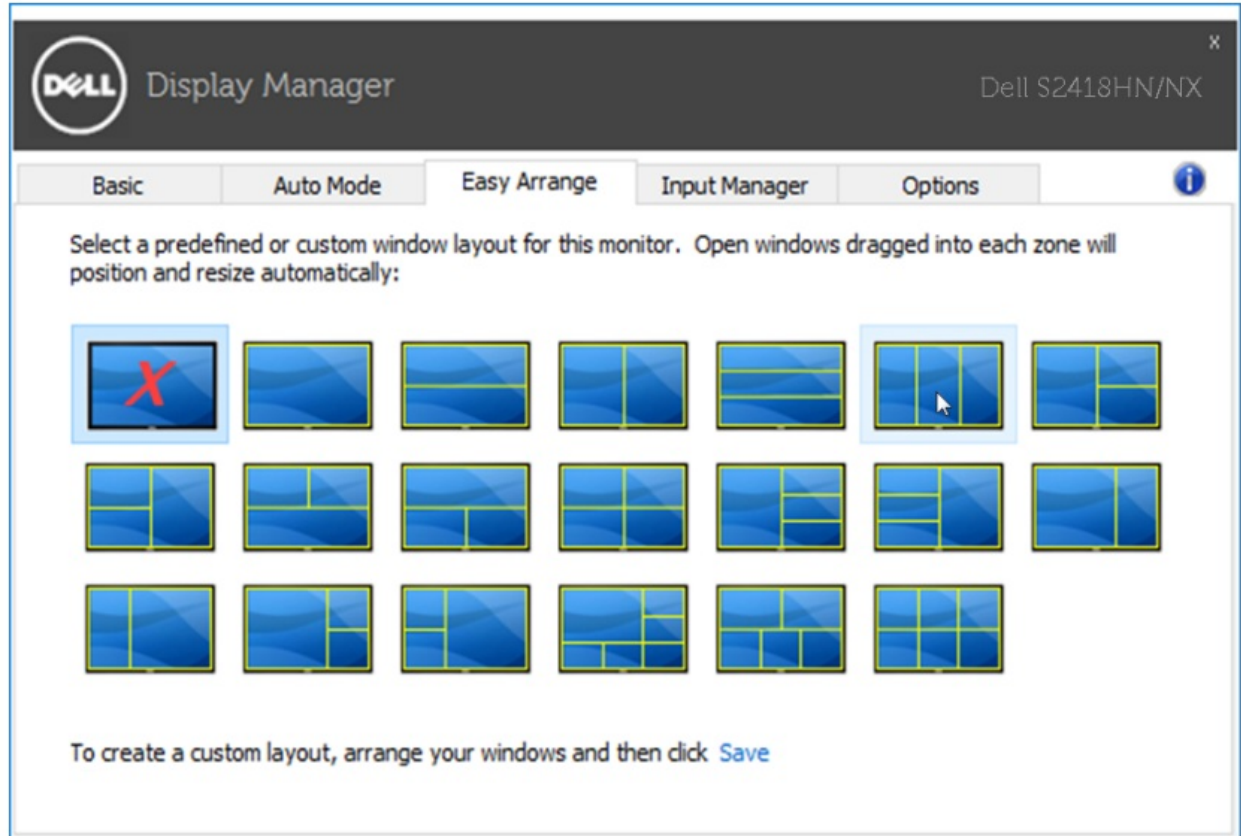 DELL Display Manager
x
Dell S2418HN/NX
Basic Auto Mode Easy Arrange Input Manager Options i
Select a predefined or custom window layout for this monitor. Open windows dragged into each zone will
position and resize automatically:
X
To create a custom layout, arrange your windows and then click Save